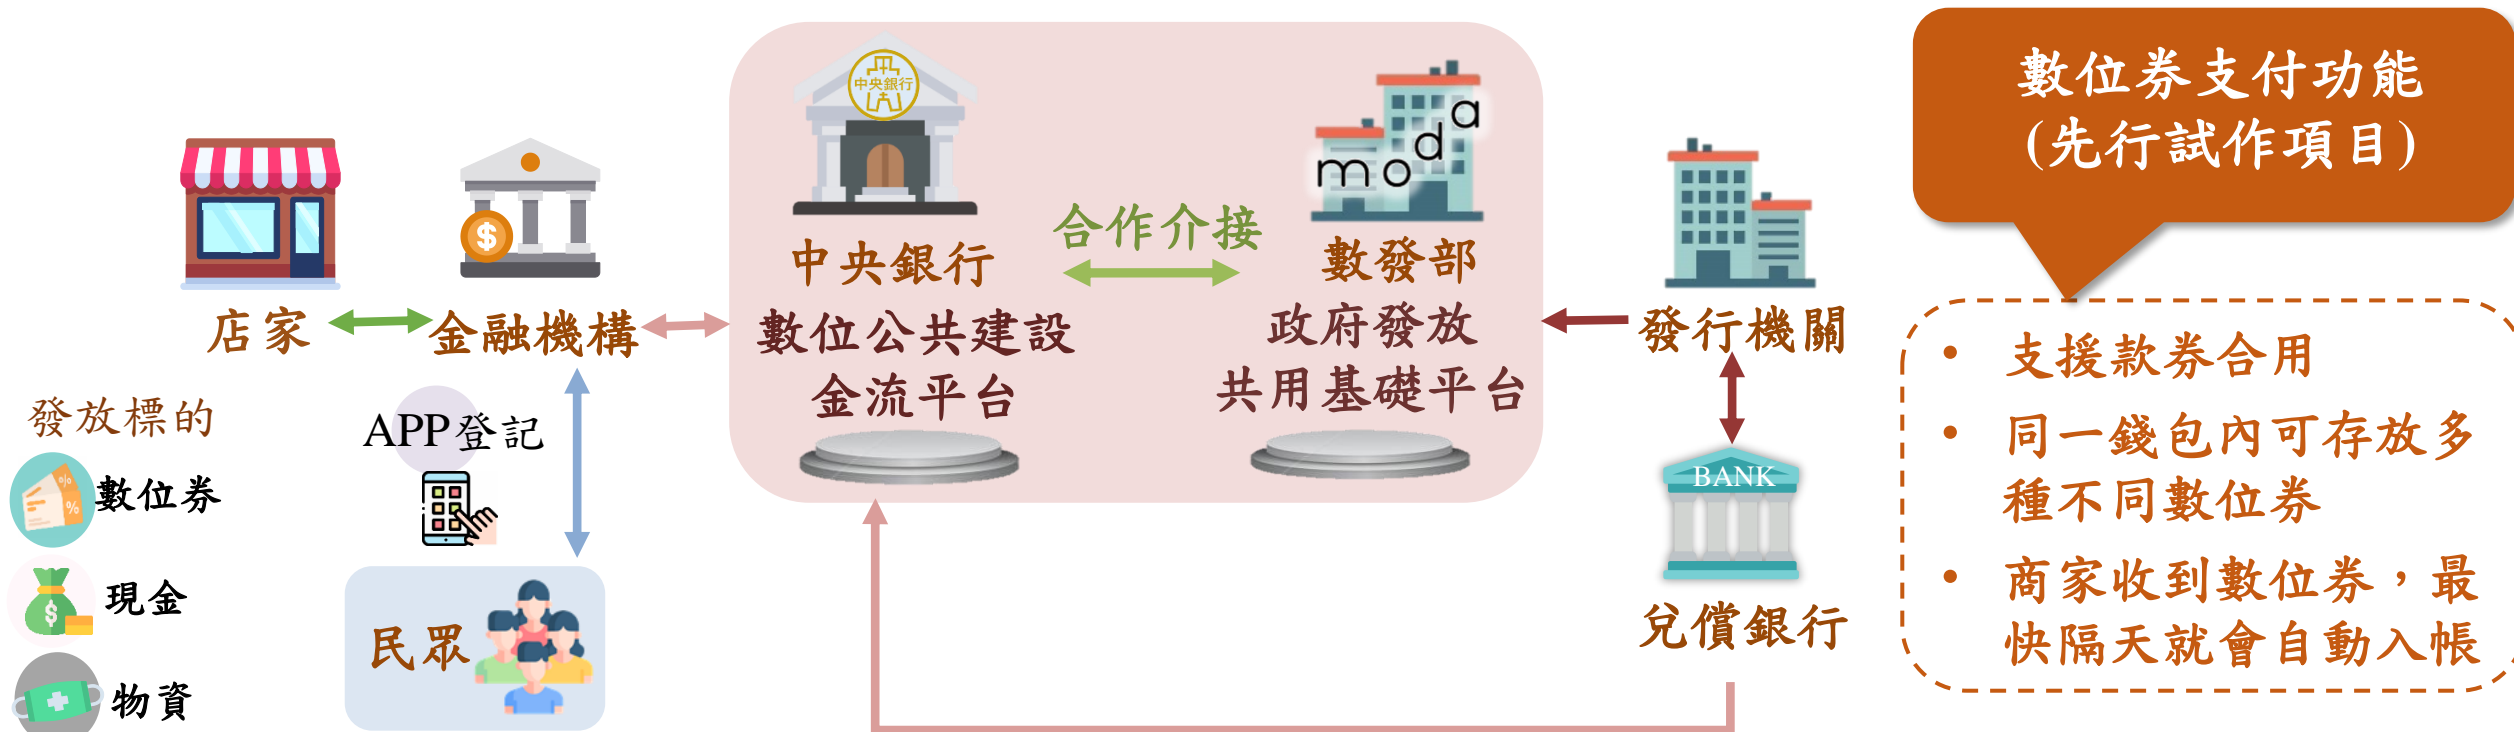 數位券支付功能
(先行試作項目)
中央銀行
moda
合作介接
中央銀行
數發部
數位公共建設
金流平台
政府發放
共用基礎平台
店家
金融機構
發行機關
發放標的
數位券
現金
物資
APP登記
民眾
BANK
兌償銀行
• 支援款券合用
• 同一錢包內可存放多
種不同數位券
• 商家收到數位券，最
快隔天就會自動入帳